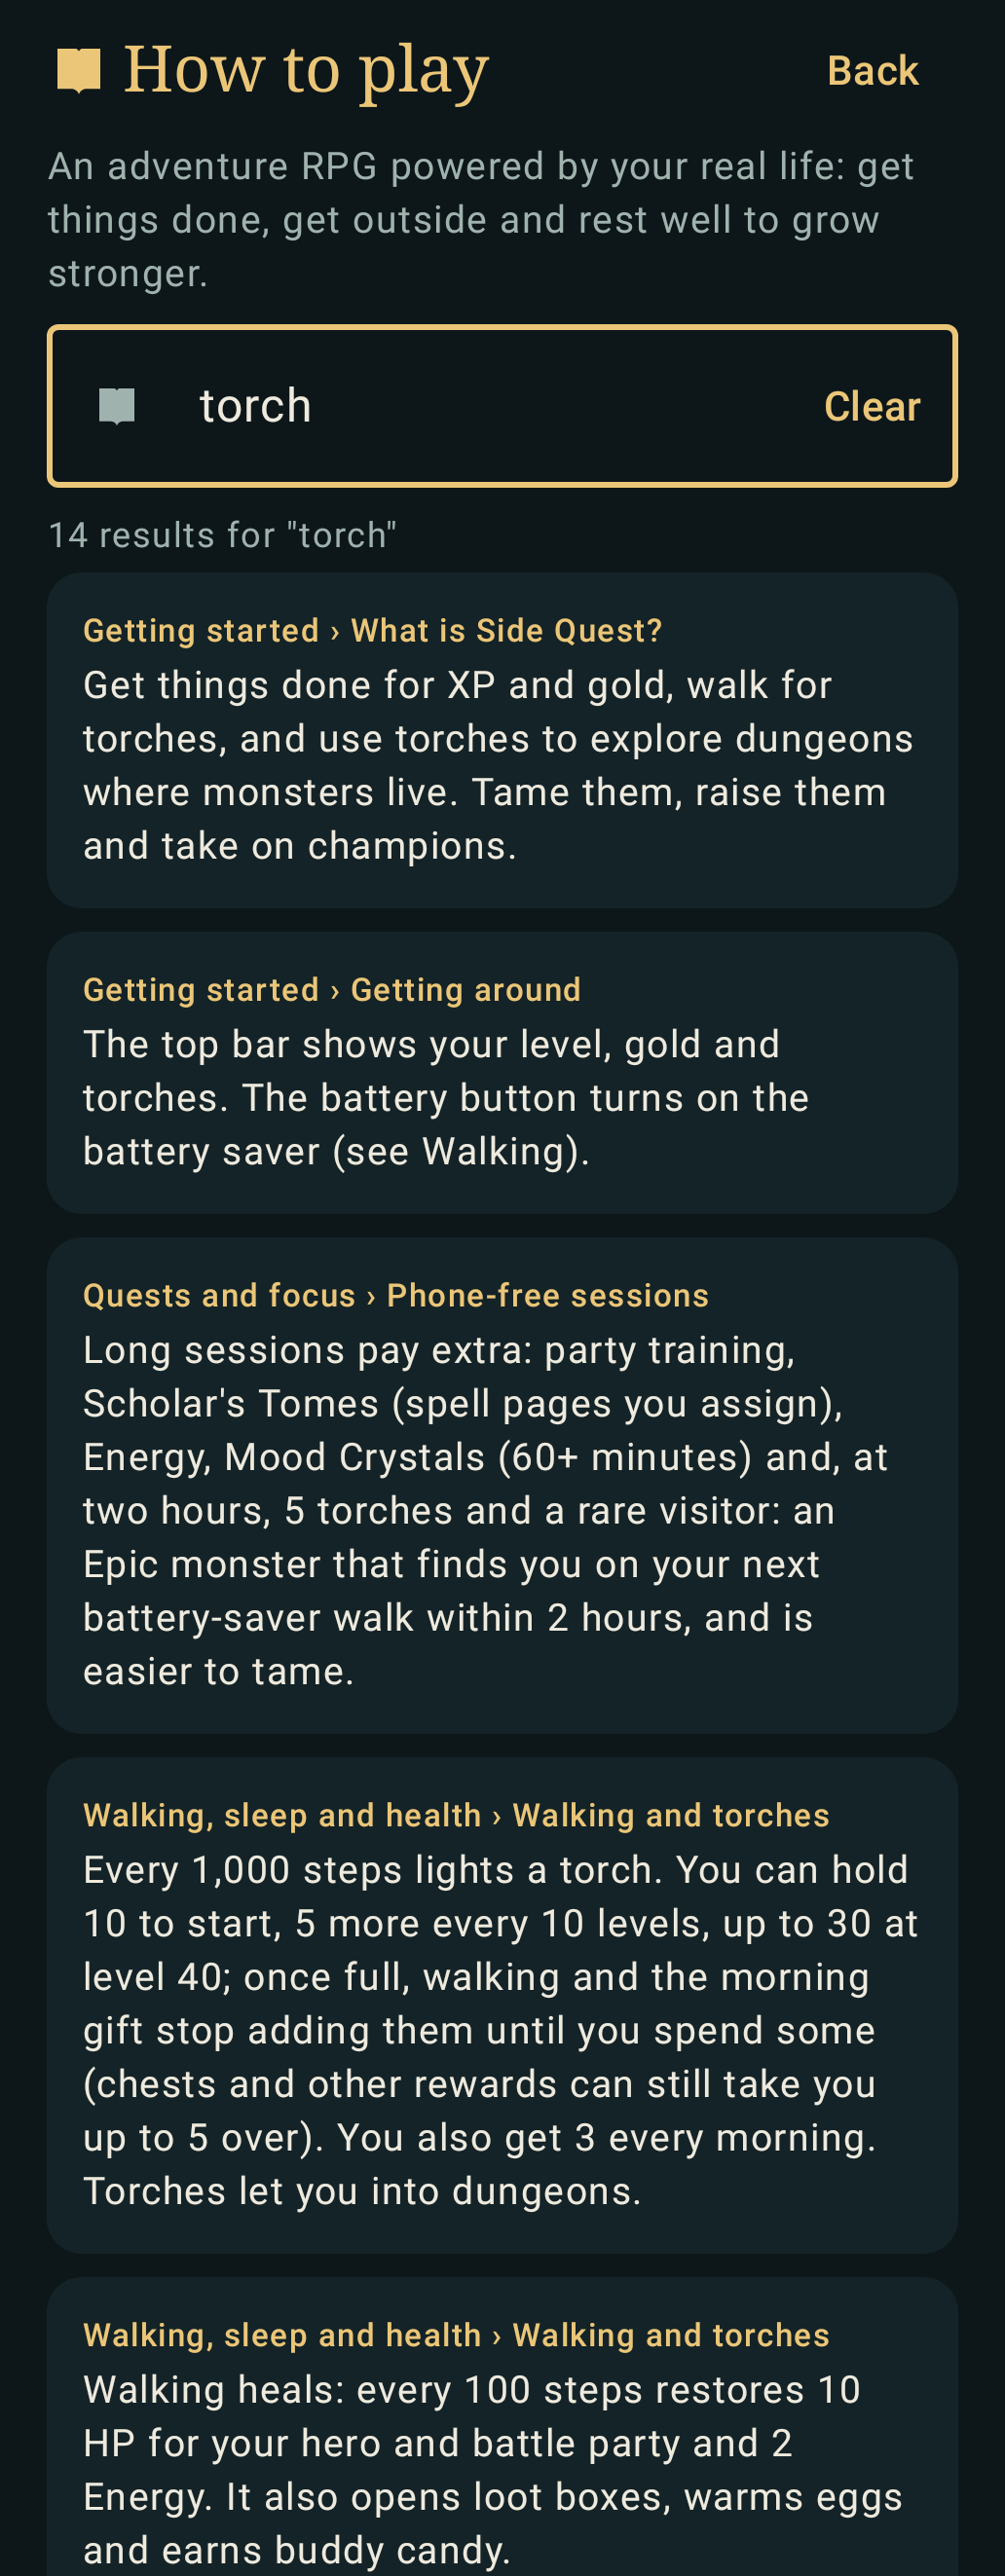 How to play
Back
An adventure RPG powered by your real life: get
things done, get outside and rest well to grow
stronger.
torch
Clear
14 results for "torch"
Getting started › What is Side Quest?
Get things done for XP and gold, walk for
torches, and use torches to explore dungeons
where monsters live. Tame them, raise them
and take on champions.
Getting started › Getting around
The top bar shows your level, gold and
torches. The battery button turns on the
battery saver (see Walking).
Quests and focus › Phone-free sessions
Long sessions pay extra: party training,
Scholar's Tomes (spell pages you assign),
Energy, Mood Crystals (60+ minutes) and, at
two hours, 5 torches and a rare visitor: an
Epic monster that finds you on your next
battery-saver walk within 2 hours, and is
easier to tame.
Walking, sleep and health › Walking and torches
Every 1,000 steps lights a torch. You can hold
10 to start, 5 more every 10 levels, up to 30 at
level 40; once full, walking and the morning
gift stop adding them until you spend some
(chests and other rewards can still take you
up to 5 over). You also get 3 every morning.
Torches let you into dungeons.
Walking, sleep and health › Walking and torches
Walking heals: every 100 steps restores 10
HP for your hero and battle party and 2
Energy. It also opens loot boxes, warms eggs
and earns buddy candy.